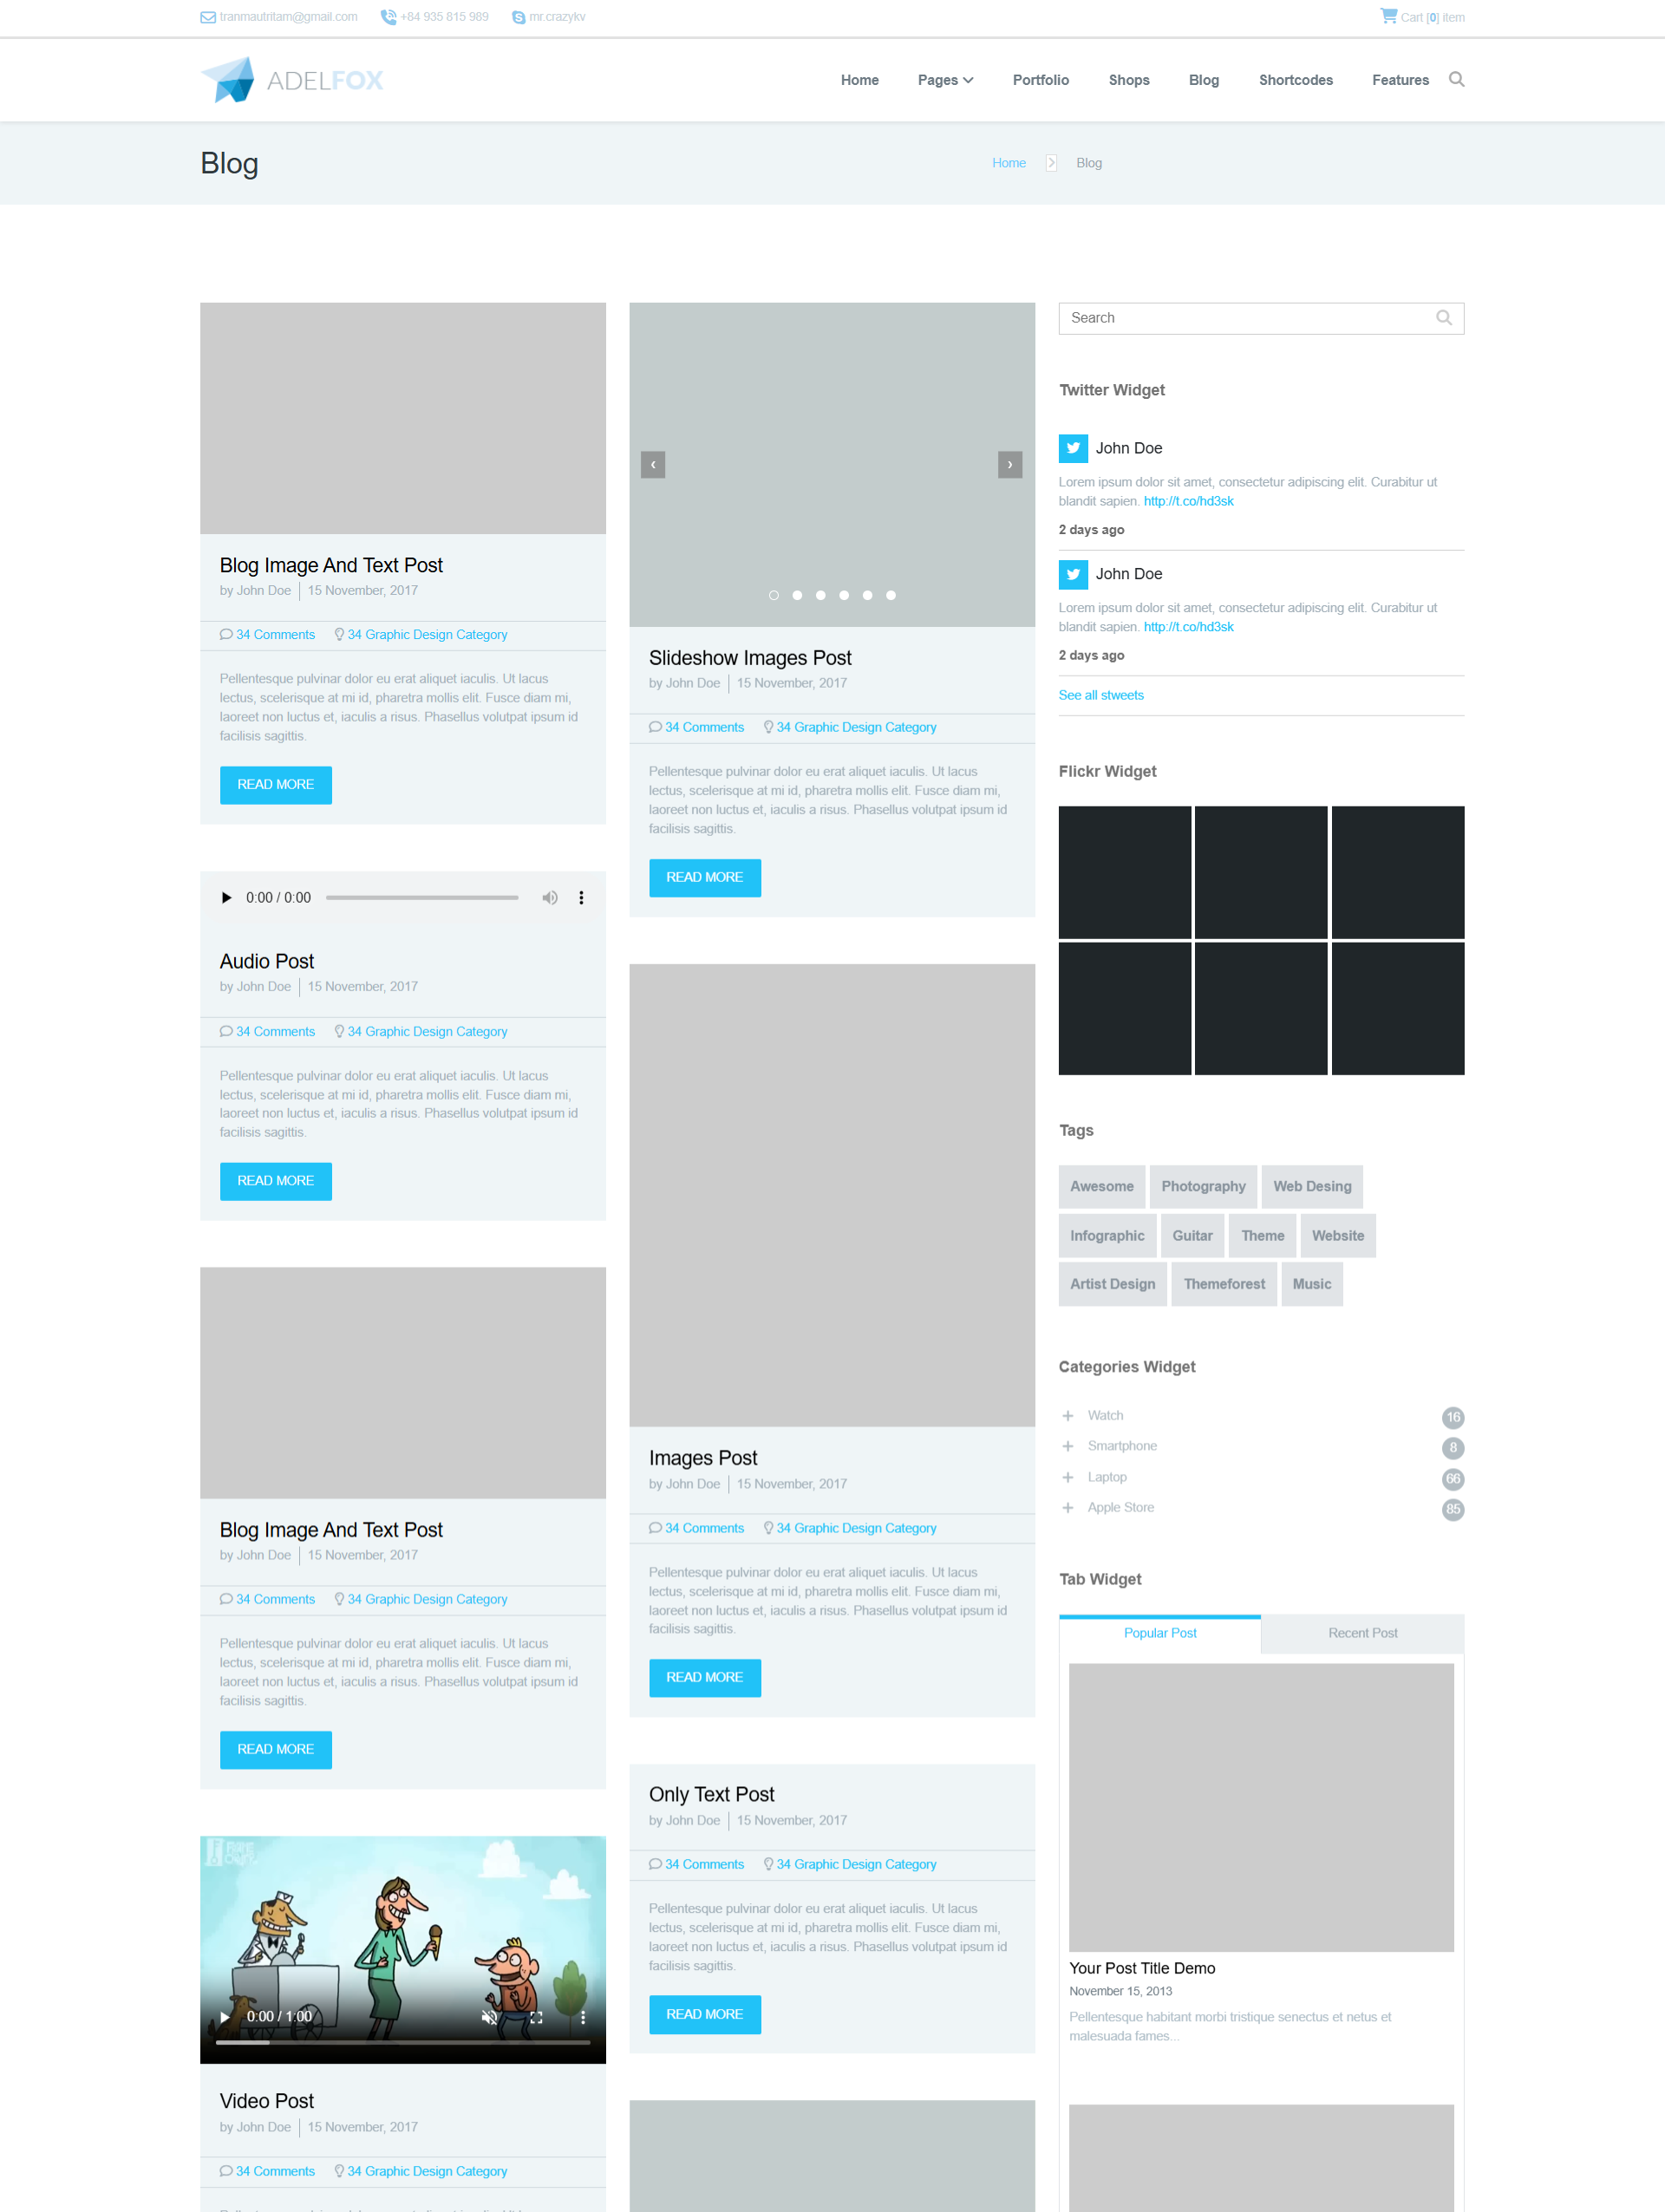 tranmautritam@gmail.com +84 935 815 989 mr.crazykv Cart [0] item
ADELFOX
Home Pages Portfolio Shops Blog Shortcodes Features
Blog
Home Blog
Blog Image And Text Post
by John Doe 15 November, 2017
34 Comments 34 Graphic Design Category
Pellentesque pulvinar dolor eu erat aliquet iaculis. Ut lacus
lectus, scelerisque at mi id, pharetra mollis elit. Fusce diam mi,
laoreet non luctus et, iaculis a risus. Phasellus volutpat ipsum id
facilisis sagittis.
READ MORE
0:00 / 0:00
Audio Post
by John Doe 15 November, 2017
34 Comments 34 Graphic Design Category
Pellentesque pulvinar dolor eu erat aliquet iaculis. Ut lacus
lectus, scelerisque at mi id, pharetra mollis elit. Fusce diam mi,
laoreet non luctus et, iaculis a risus. Phasellus volutpat ipsum id
facilisis sagittis.
READ MORE
Blog Image And Text Post
by John Doe 15 November, 2017
34 Comments 34 Graphic Design Category
Pellentesque pulvinar dolor eu erat aliquet iaculis. Ut lacus
lectus, scelerisque at mi id, pharetra mollis elit. Fusce diam mi,
laoreet non luctus et, iaculis a risus. Phasellus volutpat ipsum id
facilisis sagittis.
READ MORE
0:00 / 1:00
Video Post
by John Doe 15 November, 2017
34 Comments 34 Graphic Design Category
Slideshow Images Post
by John Doe 15 November, 2017
34 Comments 34 Graphic Design Category
Pellentesque pulvinar dolor eu erat aliquet iaculis. Ut lacus
lectus, scelerisque at mi id, pharetra mollis elit. Fusce diam mi,
laoreet non luctus et, iaculis a risus. Phasellus volutpat ipsum id
facilisis sagittis.
READ MORE
Images Post
by John Doe 15 November, 2017
34 Comments 34 Graphic Design Category
Pellentesque pulvinar dolor eu erat aliquet iaculis. Ut lacus
lectus, scelerisque at mi id, pharetra mollis elit. Fusce diam mi,
laoreet non luctus et, iaculis a risus. Phasellus volutpat ipsum id
facilisis sagittis.
READ MORE
Only Text Post
by John Doe 15 November, 2017
34 Comments 34 Graphic Design Category
Pellentesque pulvinar dolor eu erat aliquet iaculis. Ut lacus
lectus, scelerisque at mi id, pharetra mollis elit. Fusce diam mi,
laoreet non luctus et, iaculis a risus. Phasellus volutpat ipsum id
facilisis sagittis.
READ MORE
Search
Twitter Widget
John Doe
Lorem ipsum dolor sit amet, consectetur adipiscing elit. Curabitur ut
blandit sapien. http://t.co/hd3sk
2 days ago
John Doe
Lorem ipsum dolor sit amet, consectetur adipiscing elit. Curabitur ut
blandit sapien. http://t.co/hd3sk
2 days ago
See all stweets
Flickr Widget
Tags
Awesome Photography Web Desing
Infographic Guitar Theme Website
Artist Design Themeforest Music
Categories Widget
Watch 16
Smartphone 8
Laptop 66
Apple Store 85
Tab Widget
Popular Post Recent Post
Your Post Title Demo
November 15, 2013
Pellentesque habitant morbi tristique senectus et netus et
malesuada fames...